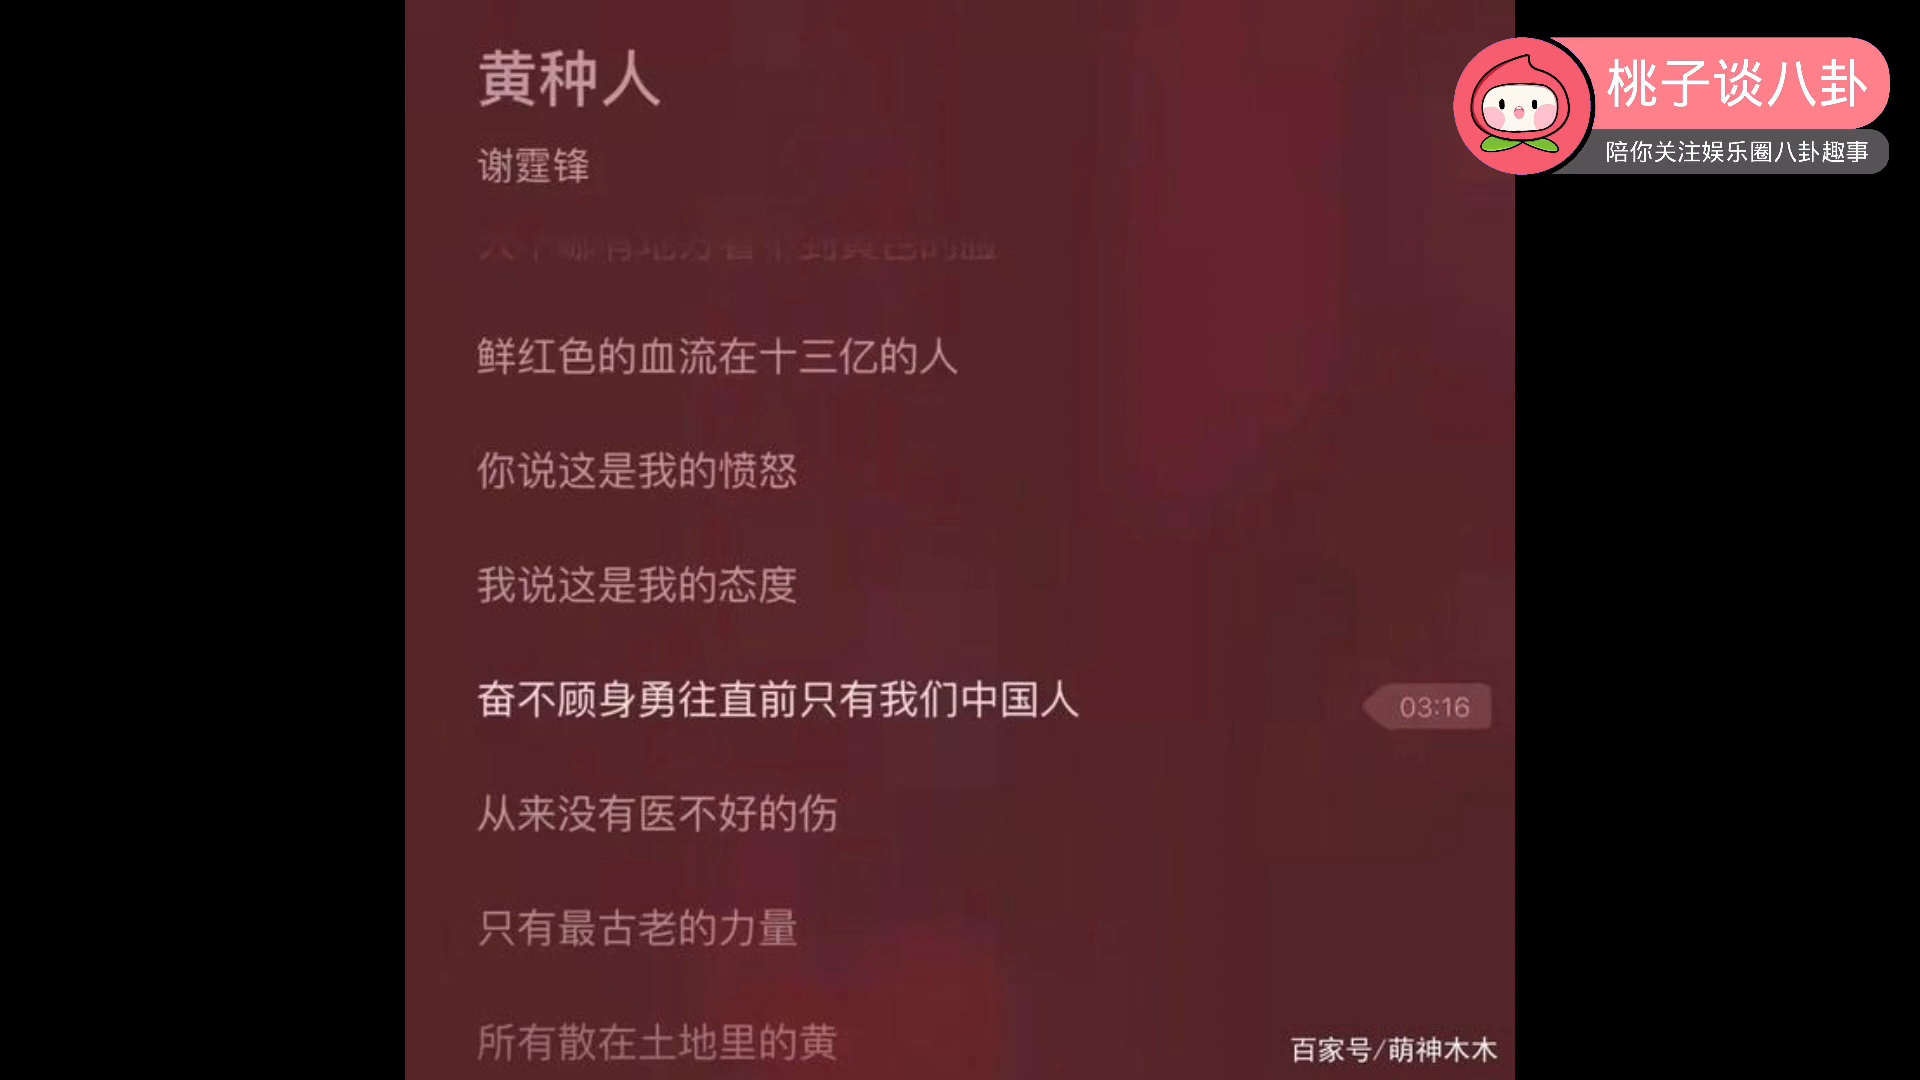 黄种人
桃子谈八卦
陪你关注娱乐圈八卦趣事
谢霆锋
鲜红色的血流在十三亿的人
你说这是我的愤怒
我说这是我的态度
奋不顾身勇往直前只有我们中国人
03:16
从来没有医不好的伤
只有最古老的力量
所有散在土地里的黄
百家号/萌神木木